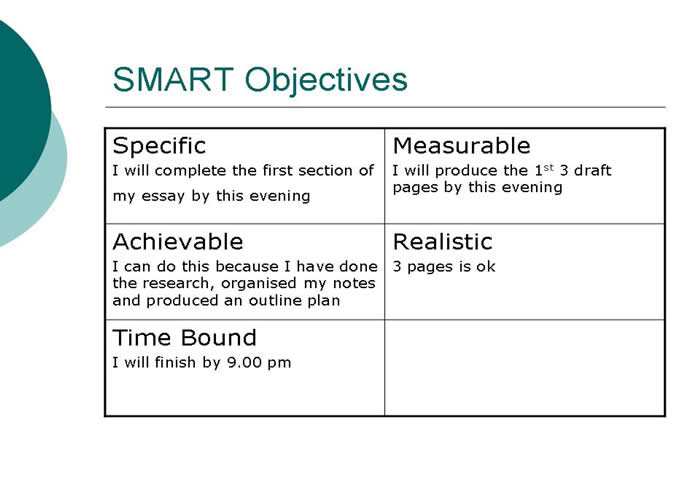 SMART Objectives
Specific
I will complete the first section of
my essay by this evening
Measurable
I will produce the 1st 3 draft
pages by this evening
Achievable
I can do this because I have done
the research, organised my notes
and produced an outline plan
Realistic
3 pages is ok
Time Bound
I will finish by 9.00 pm